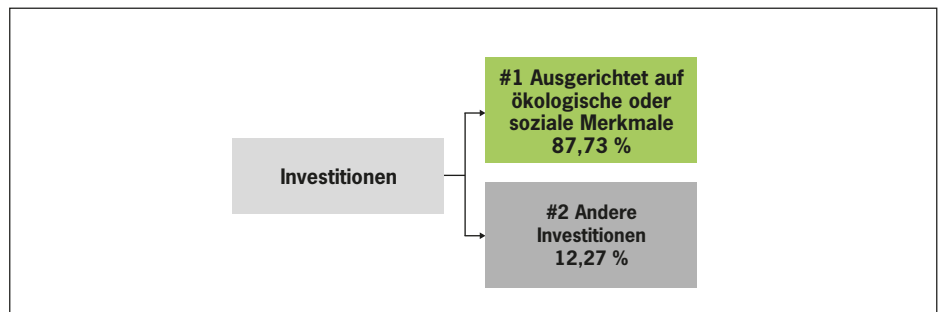 #1 Ausgerichtet auf
ökologische oder
soziale Merkmale
87,73 %
Investitionen
#2 Andere
Investitionen
12,27 %